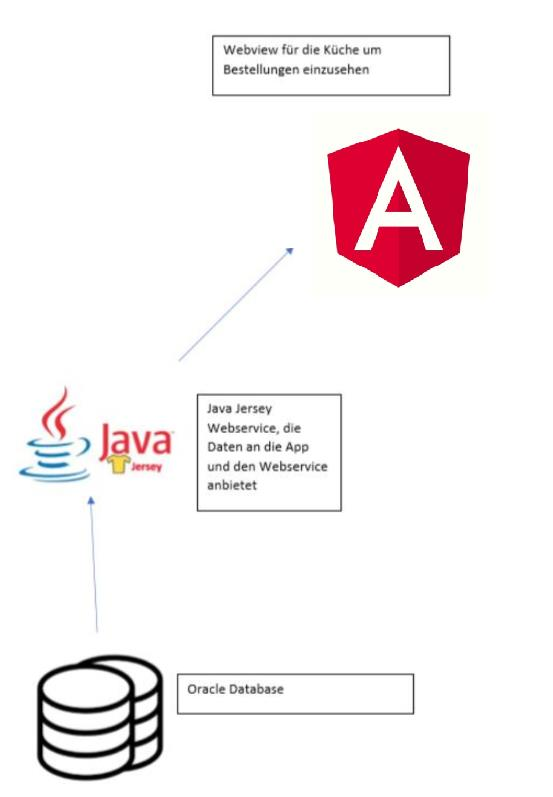 Webview für die Küche um
Bestellungen einzusehen
A
Java
Jersey
Java Jersey
Webservice, die
Daten an die App
und den Webservice
anbietet
Oracle Database